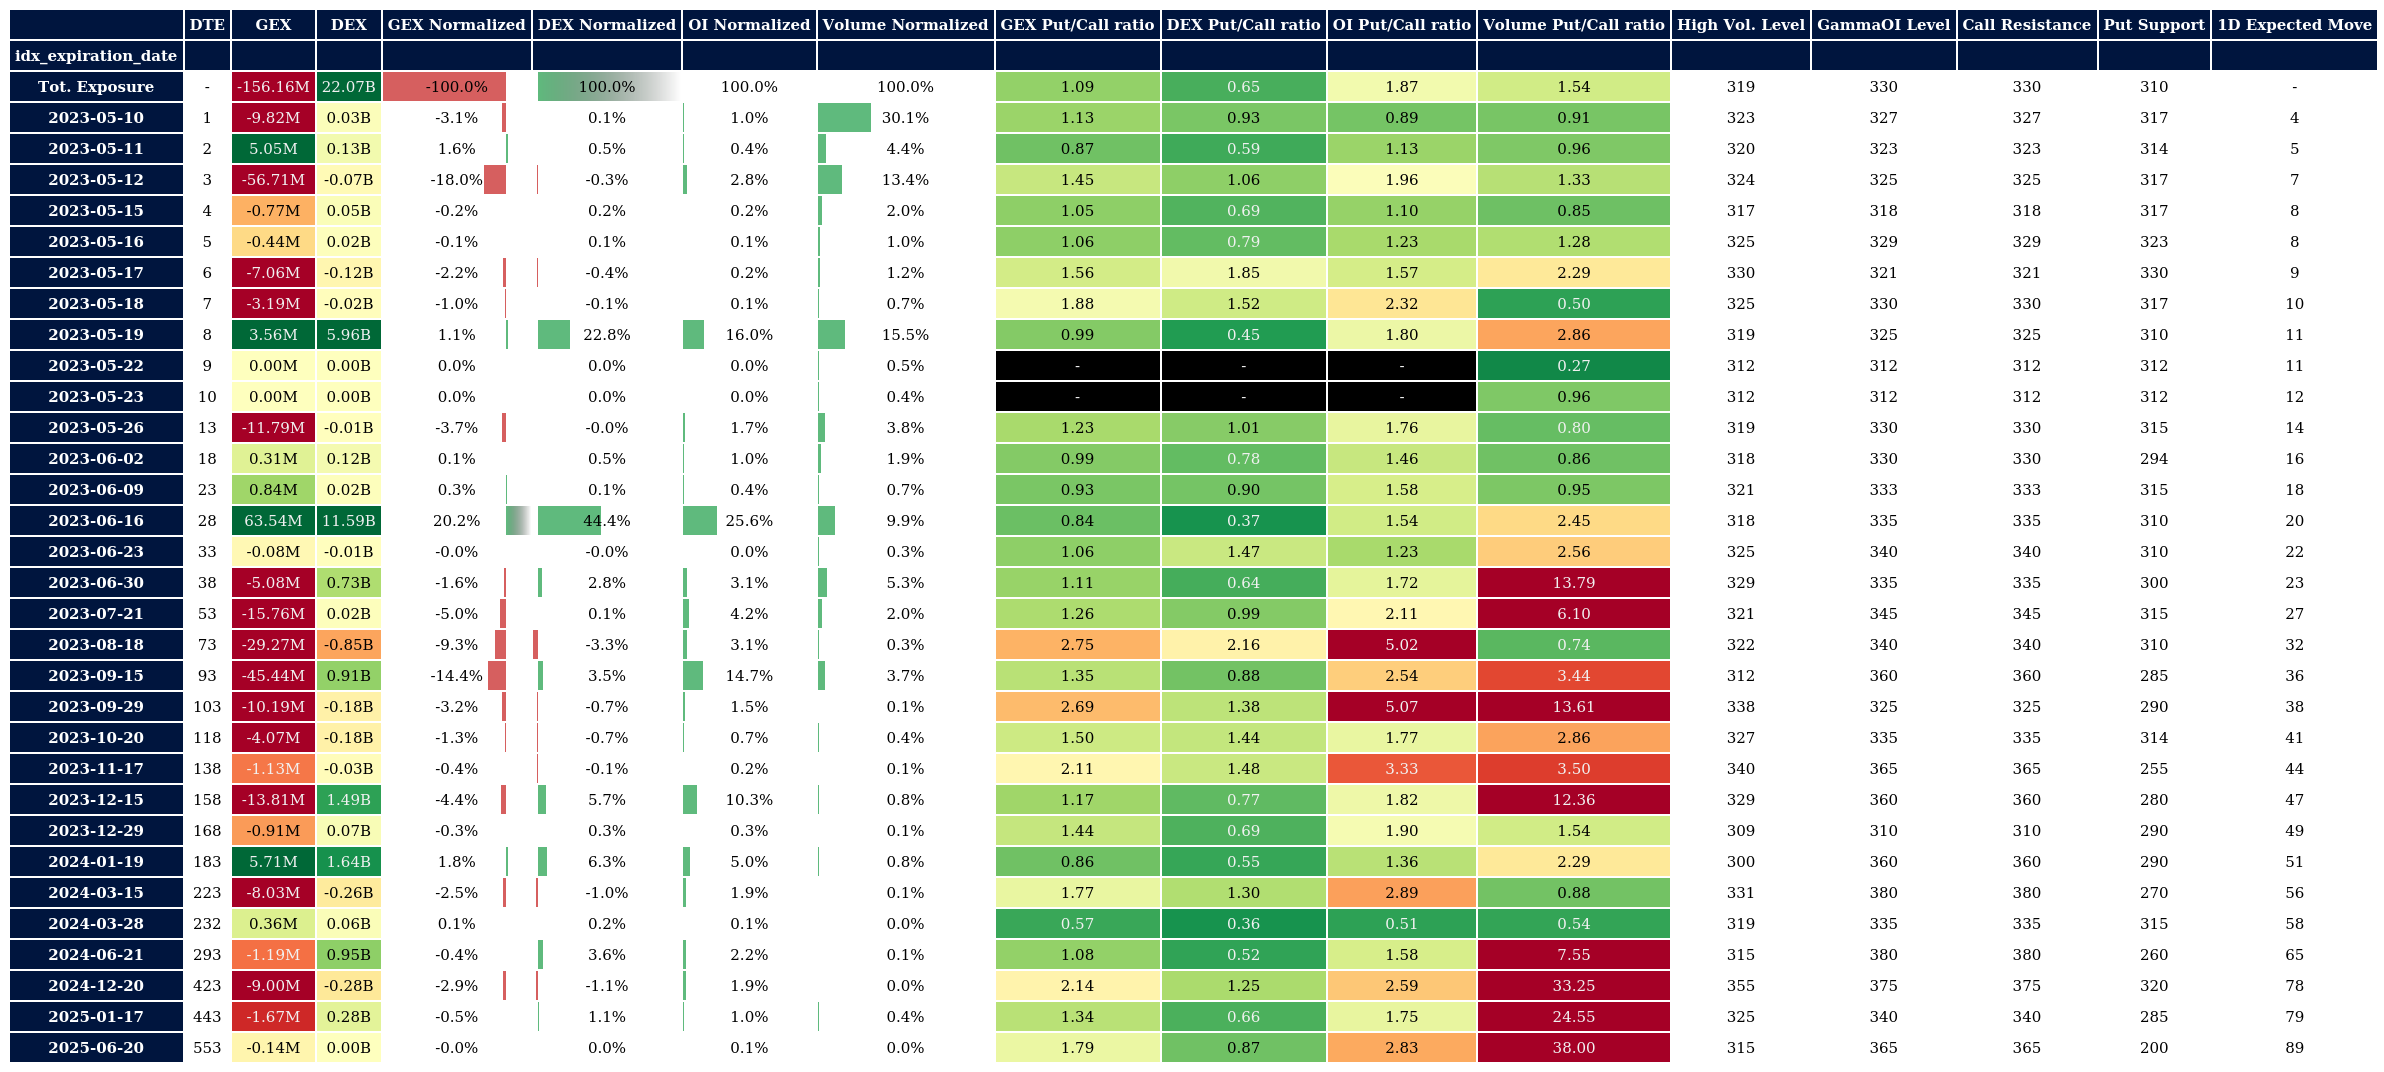 DTE GEX DEX GEX Normalized DEX Normalized OI Normalized Volume Normalized GEX Put/Call ratio DEX Put/Call ratio OI Put/Call ratio Volume Put/Call ratio High Vol. Level GammaOI Level Call Resistance Put Support 1D Expected Move
idx_expiration_date
Tot. Exposure - -156.16M 22.07B -100.0% 100.0% 100.0% 100.0% 1.09 0.65 1.87 1.54 319 330 330 310 -
2023-05-10 1 -9.82M 0.03B -3.1% 0.1% 1.0% 30.1% 1.13 0.93 0.89 0.91 323 327 327 317 4
2023-05-11 2 5.05M 0.13B 1.6% 0.5% 0.4% 4.4% 0.87 0.59 1.13 0.96 320 323 323 314 5
2023-05-12 3 -56.71M -0.07B -18.0% -0.3% 2.8% 13.4% 1.45 1.06 1.96 1.33 324 325 325 317 7
2023-05-15 4 -0.77M 0.05B -0.2% 0.2% 0.2% 2.0% 1.05 0.69 1.10 0.85 317 318 318 317 8
2023-05-16 5 -0.44M 0.02B -0.1% 0.1% 0.1% 1.0% 1.06 0.79 1.23 1.28 325 329 329 323 8
2023-05-17 6 -7.06M -0.12B -2.2% -0.4% 0.2% 1.2% 1.56 1.85 1.57 2.29 330 321 321 330 9
2023-05-18 7 -3.19M -0.02B -1.0% -0.1% 0.1% 0.7% 1.88 1.52 2.32 0.50 325 330 330 317 10
2023-05-19 8 3.56M 5.96B 1.1% 22.8% 16.0% 15.5% 0.99 0.45 1.80 2.86 319 325 325 310 11
2023-05-22 9 0.00M 0.00B 0.0% 0.0% 0.0% 0.5% - - - 0.27 312 312 312 312 11
2023-05-23 10 0.00M 0.00B 0.0% 0.0% 0.0% 0.4% - - - 0.96 312 312 312 312 12
2023-05-26 13 -11.79M -0.01B -3.7% -0.0% 1.7% 3.8% 1.23 1.01 1.76 0.80 319 330 330 315 14
2023-06-02 18 0.31M 0.12B 0.1% 0.5% 1.0% 1.9% 0.99 0.78 1.46 0.86 318 330 330 294 16
2023-06-09 23 0.84M 0.02B 0.3% 0.1% 0.4% 0.7% 0.93 0.90 1.58 0.95 321 333 333 315 18
2023-06-16 28 63.54M 11.59B 20.2% 44.4% 25.6% 9.9% 0.84 0.37 1.54 2.45 318 335 335 310 20
2023-06-23 33 -0.08M -0.01B -0.0% -0.0% 0.0% 0.3% 1.06 1.47 1.23 2.56 325 340 340 310 22
2023-06-30 38 -5.08M 0.73B -1.6% 2.8% 3.1% 5.3% 1.11 0.64 1.72 13.79 329 335 335 300 23
2023-07-21 53 -15.76M 0.02B -5.0% 0.1% 4.2% 2.0% 1.26 0.99 2.11 6.10 321 345 345 315 27
2023-08-18 73 -29.27M -0.85B -9.3% -3.3% 3.1% 0.3% 2.75 2.16 5.02 0.74 322 340 340 310 32
2023-09-15 93 -45.44M 0.91B -14.4% 3.5% 14.7% 3.7% 1.35 0.88 2.54 3.44 312 360 360 285 36
2023-09-29 103 -10.19M -0.18B -3.2% -0.7% 1.5% 0.1% 2.69 1.38 5.07 13.61 338 325 325 290 38
2023-10-20 118 -4.07M -0.18B -1.3% -0.7% 0.7% 0.4% 1.50 1.44 1.77 2.86 327 335 335 314 41
2023-11-17 138 -1.13M -0.03B -0.4% -0.1% 0.2% 0.1% 2.11 1.48 3.33 3.50 340 365 365 255 44
2023-12-15 158 -13.81M 1.49B -4.4% 5.7% 10.3% 0.8% 1.17 0.77 1.82 12.36 329 360 360 280 47
2023-12-29 168 -0.91M 0.07B -0.3% 0.3% 0.3% 0.1% 1.44 0.69 1.90 1.54 309 310 310 290 49
2024-01-19 183 5.71M 1.64B 1.8% 6.3% 5.0% 0.8% 0.86 0.55 1.36 2.29 300 360 360 290 51
2024-03-15 223 -8.03M -0.26B -2.5% -1.0% 1.9% 0.1% 1.77 1.30 2.89 0.88 331 380 380 270 56
2024-03-28 232 0.36M 0.06B 0.1% 0.2% 0.1% 0.0% 0.57 0.36 0.51 0.54 319 335 335 315 58
2024-06-21 293 -1.19M 0.95B -0.4% 3.6% 2.2% 0.1% 1.08 0.52 1.58 7.55 315 380 380 260 65
2024-12-20 423 -9.00M -0.28B -2.9% -1.1% 1.9% 0.0% 2.14 1.25 2.59 33.25 355 375 375 320 78
2025-01-17 443 -1.67M 0.28B -0.5% 1.1% 1.0% 0.4% 1.34 0.66 1.75 24.55 325 340 340 285 79
2025-06-20 553 -0.14M 0.00B -0.0% 0.0% 0.1% 0.0% 1.79 0.87 2.83 38.00 315 365 365 200 89